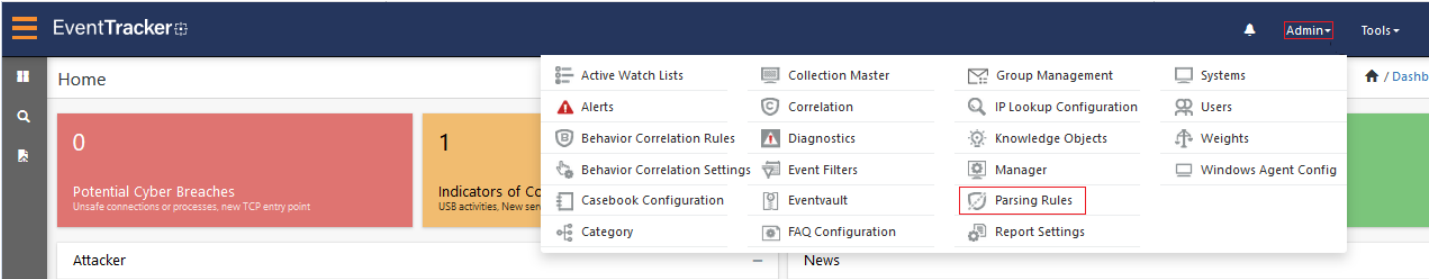 EventTracker
Admin
Tools
Home
/ Dashb
Active Watch Lists
Collection Master
Group Management
Systems
Alerts
Correlation
IP Lookup Configuration
Users
Behavior Correlation Rules
Diagnostics
Knowledge Objects
Weights
Behavior Correlation Settings
Event Filters
Manager
Windows Agent Config
Casebook Configuration
Eventvault
Parsing Rules
Category
FAQ Configuration
Report Settings
0
Potential Cyber Breaches
Unsafe connections or processes, new TCP entry point
1
Indicators of Co
USB activities, New sen
Attacker
News